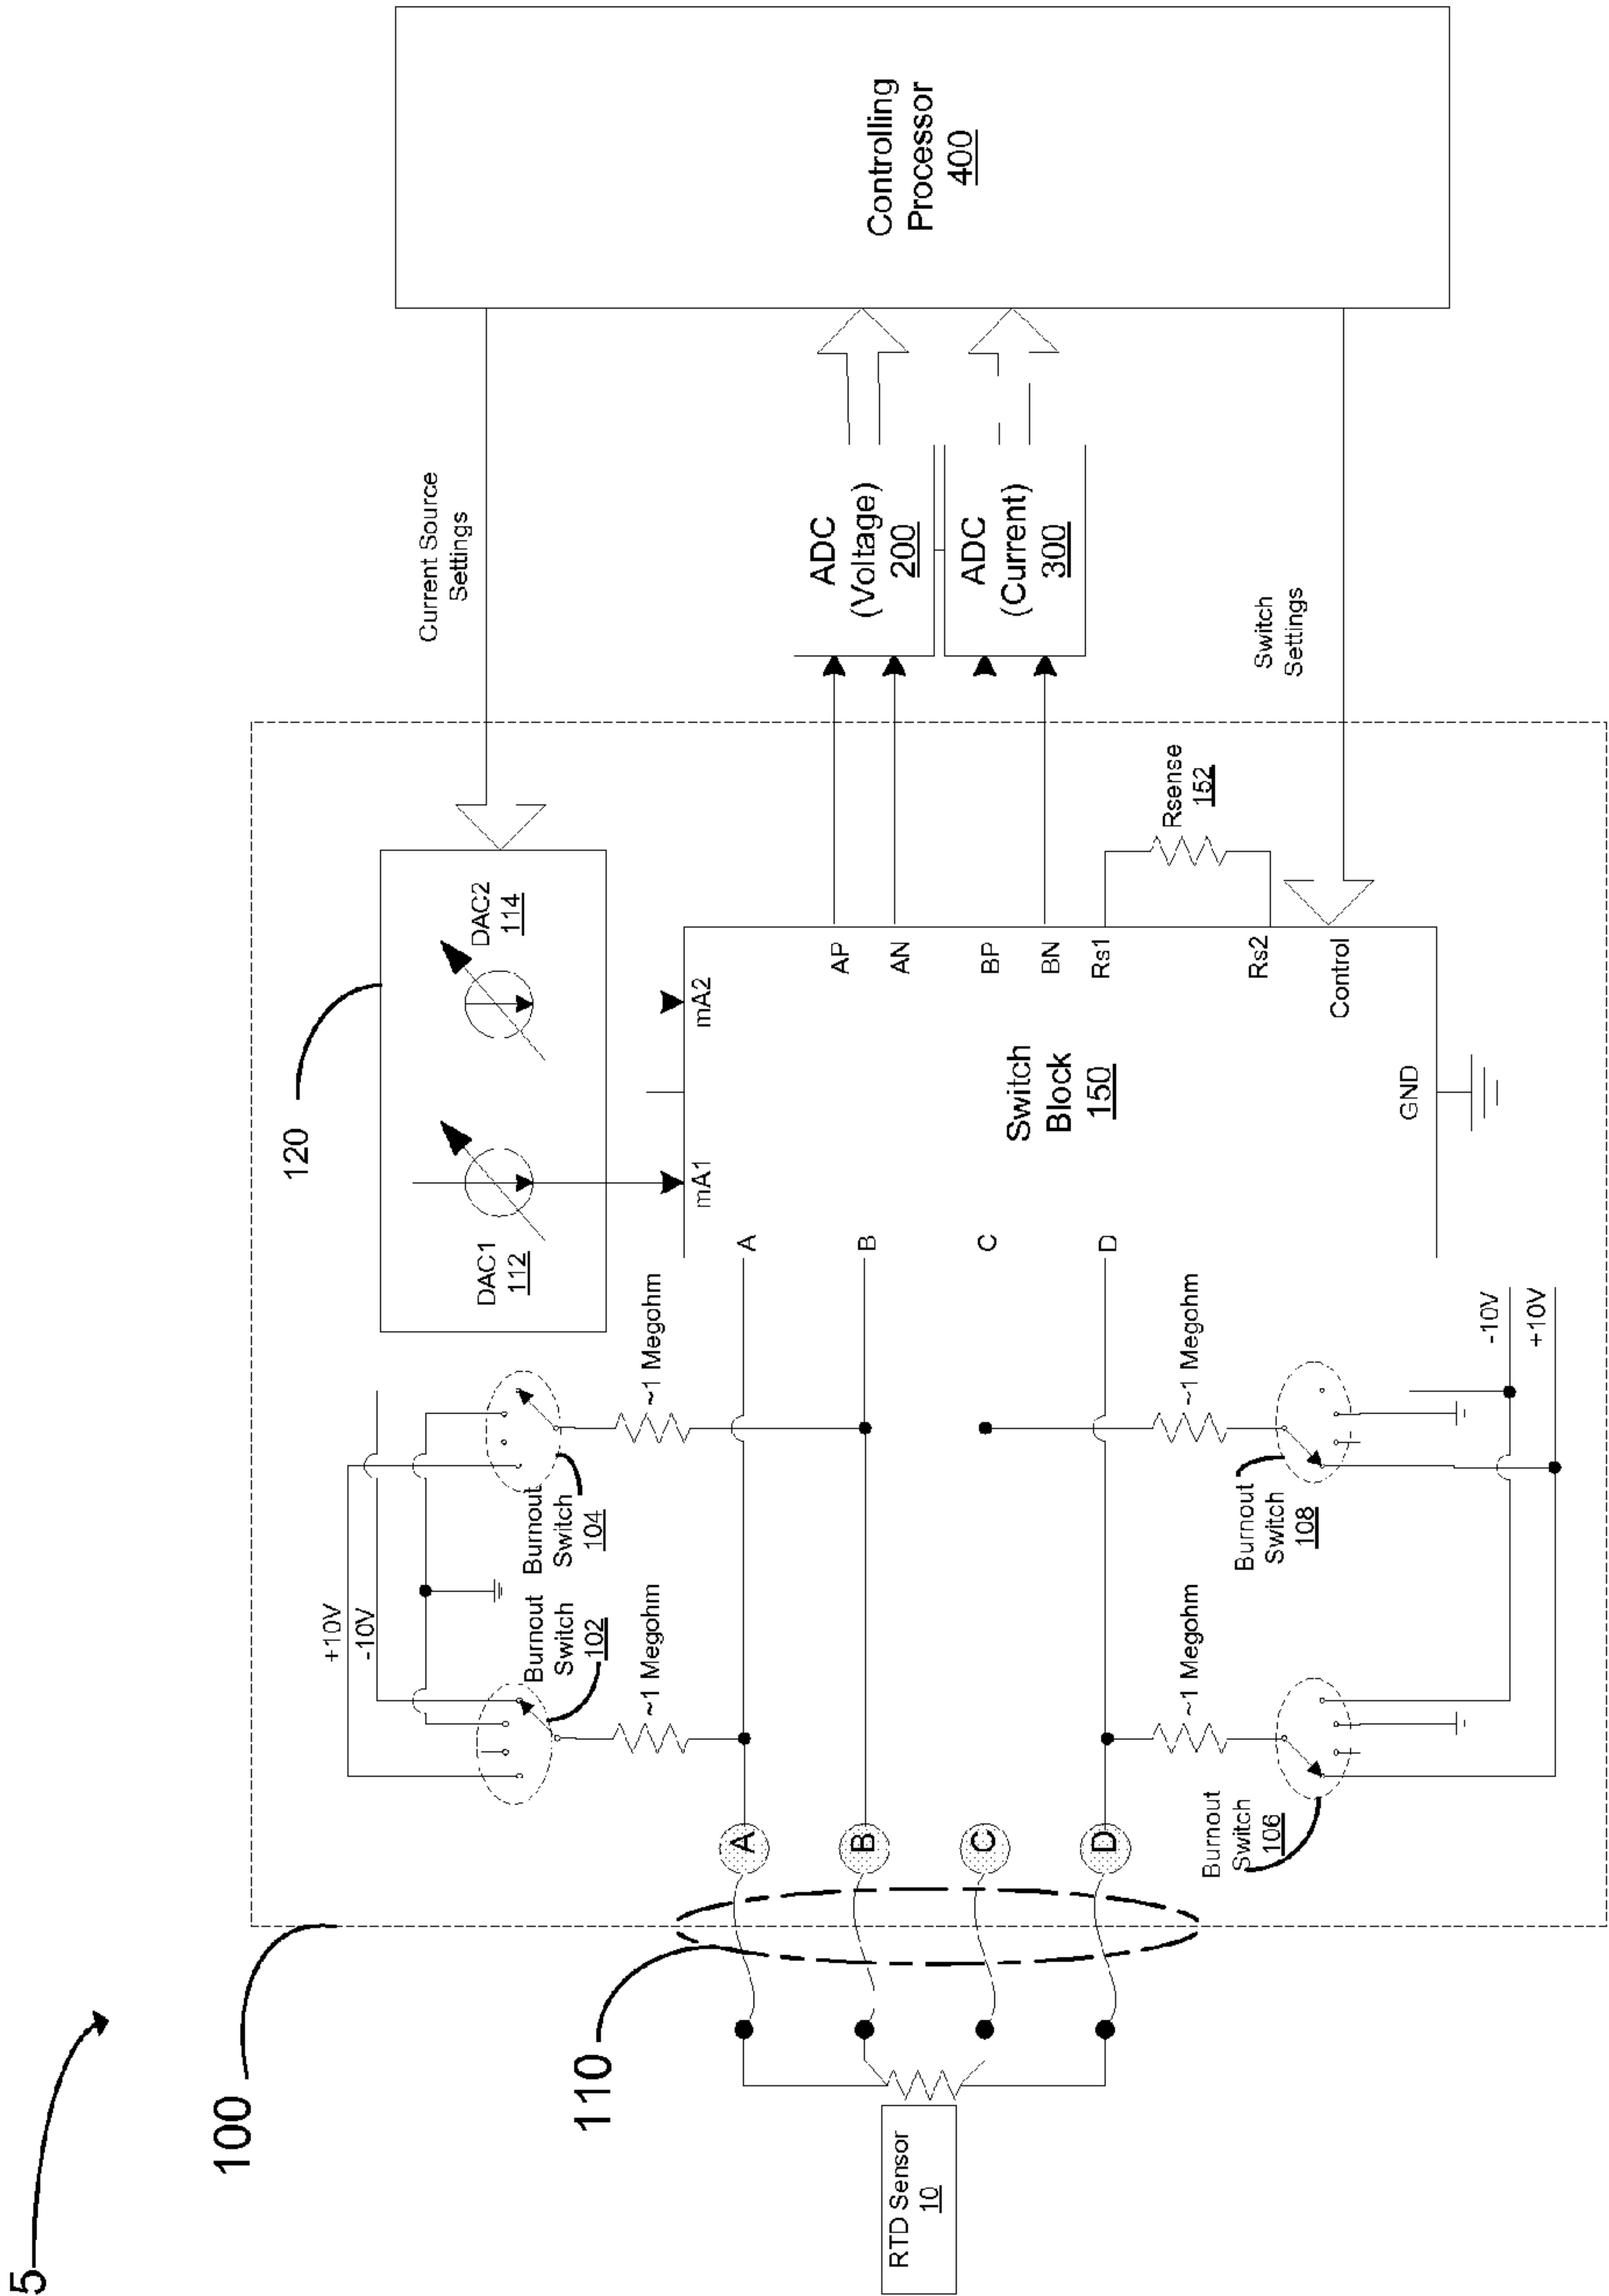 5
100
110
120
RTD Sensor
10
A
B
C
D
+10V
-10V
Burnout
Switch
102
Burnout
Switch
104
~1 Megohm
~1 Megohm
DAC1
112
DAC2
114
Current Source
Settings
mA1
mA2
A
B
C
D
Switch
Block
150
AP
AN
BP
BN
Rs1
Rs2
Control
GND
Rsense
152
ADC
(Voltage)
200
ADC
(Current)
300
Controlling
Processor
400
Switch
Settings
~1 Megohm
~1 Megohm
Burnout
Switch
106
Burnout
Switch
108
-10V
+10V